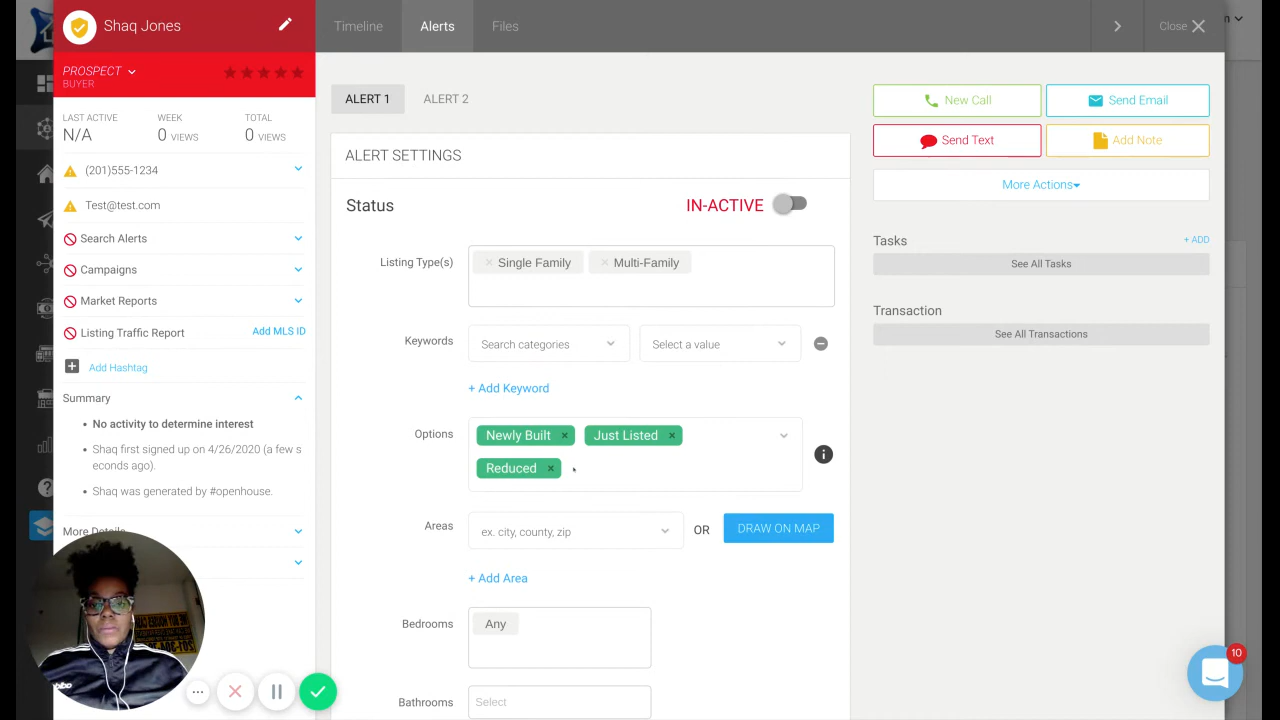 Shaq Jones
Timeline
Alerts
Files
Close
PROSPECT
BUYER
ALERT 1
ALERT 2
New Call
Send Email
LAST ACTIVE
WEEK
TOTAL
N/A
0 VIEWS
0 VIEWS
Send Text
Add Note
ALERT SETTINGS
(201)555-1234
More Actions
Test@test.com
Status
IN-ACTIVE
Search Alerts
Tasks
+ ADD
Listing Type(s)
× Single Family
× Multi-Family
See All Tasks
Campaigns
Market Reports
Transaction
Listing Traffic Report
Add MLS ID
See All Transactions
Keywords
Search categories
Select a value
Add Hashtag
+ Add Keyword
Summary
No activity to determine interest
Options
Newly Built ×
Just Listed ×
Shaq first signed up on 4/26/2020 (a few s
econds ago).
Reduced ×
Shaq was generated by #openhouse.
Areas
ex. city, county, zip
OR
DRAW ON MAP
More Details
+ Add Area
Bedrooms
Any
10
Bathrooms
Select